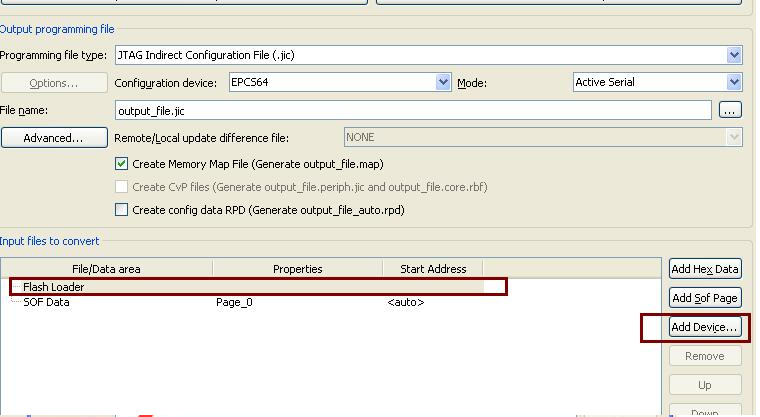 Output programming file
Programming file type: JTAG Indirect Configuration File (.jic)
Options... Configuration device: EPCS64 Mode: Active Serial
File name: output_file.jic ...
Advanced... Remote/Local update difference file: NONE
Create Memory Map File (Generate output_file.map)
Create CvP files (Generate output_file.periph.jic and output_file.core.rbf)
Create config data RPD (Generate output_file_auto.rpd)
Input files to convert
File/Data area Properties Start Address Add Hex Data
Flash Loader
SOF Data Page_0 <auto> Add Sof Page
Add Device...
Remove
Up
Down